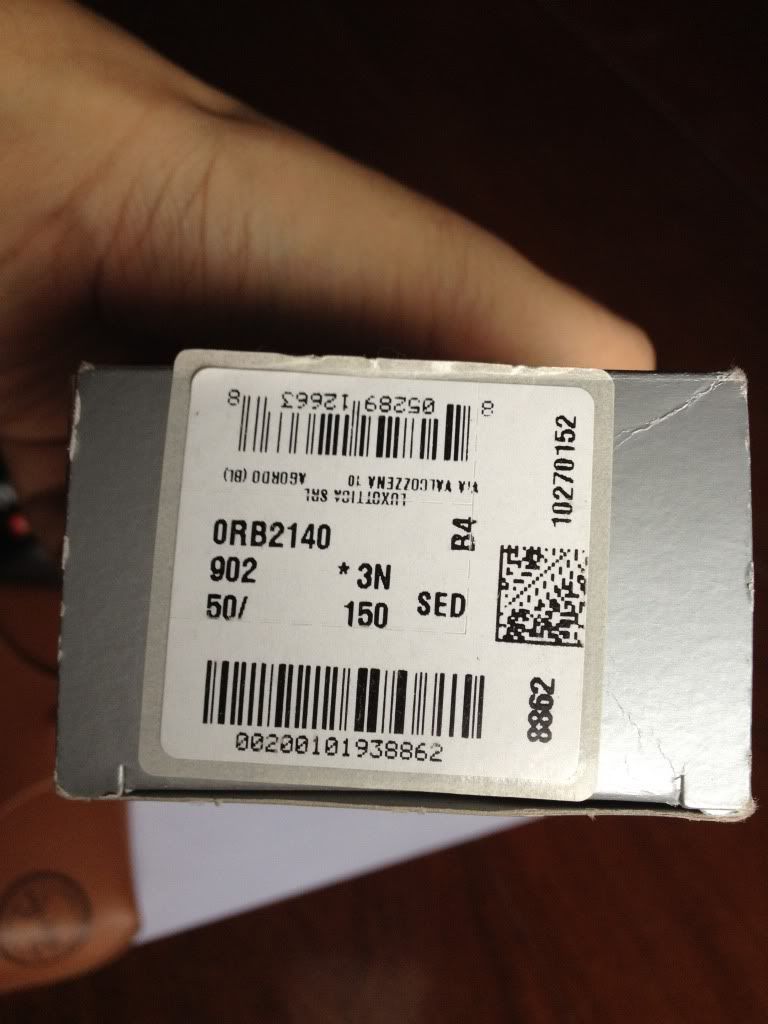 8 05289 12663 8
VIA VALCOZZENA 10 AGORDO (BL)
LUXOTTICA SRL
0RB2140
B4
902 * 3N
50/ 150 SED
00200101938862
10270152
8862